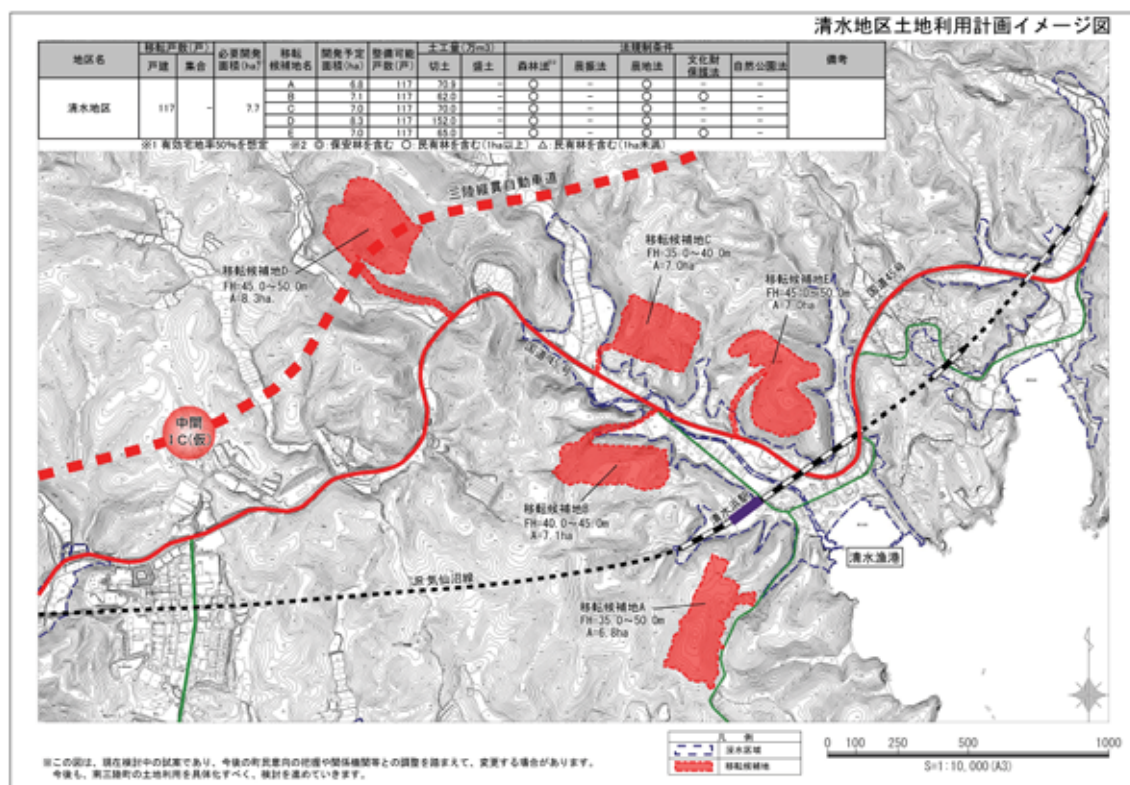 清水地区土地利用計画イメージ図
地区名 移転戸数(戸) 必要開発面積(ha)※1 移転候補地名 開発予定面積(ha) 整備可能戸数(戸) 土工量(万m3) 法規制条件 備考
戸建 集合 切土 盛土 森林法※2 農振法 農地法 文化財保護法 自然公園法
清水地区 117 - 7.7
A 6.8 117 70.9 - ○ - ○ - -
B 7.1 117 62.0 - ○ - ○ ○ -
C 7.0 117 70.0 - ○ - ○ - -
D 8.3 117 152.0 - ○ - ○ - -
E 7.0 117 65.0 - ○ - ○ ○ -
※1 有効宅地率50%を想定 ※2 ◎:保安林を含む ○:民有林を含む(1ha以上) △:民有林を含む(1ha未満)
三陸縦貫自動車道
移転候補地D
FH=45.0~50.0m
A=8.3ha
移転候補地C
FH=35.0~40.0m
A=7.0ha
移転候補地E
FH=45.0~50.0m
A=7.0ha
国道45号
国道45号
中間
IC(仮
移転候補地B
FH=40.0~45.0m
A=7.1ha
清水浜駅
清水漁港
JR気仙沼線
移転候補地A
FH=35.0~50.0m
A=6.8ha
凡 例
浸水区域
移転候補地
0 100 250 500 1000
S=1:10,000(A3)
※この図は、現在検討中の試案であり、今後の町民意向の把握や関係機関等との調整を踏まえて、変更する場合があります。
今後も、南三陸町の土地利用を具体化すべく、検討を進めていきます。